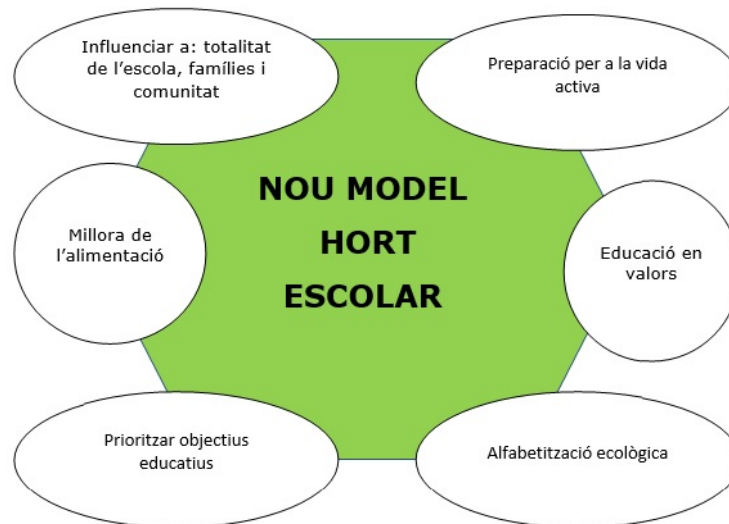 Influenciar a: totalitat
de l’escola, famílies i
comunitat
Preparació per a la vida
activa
NOU MODEL
HORT
ESCOLAR
Millora de
l’alimentació
Educació en
valors
Prioritzar objectius
educatius
Alfabetització ecològica